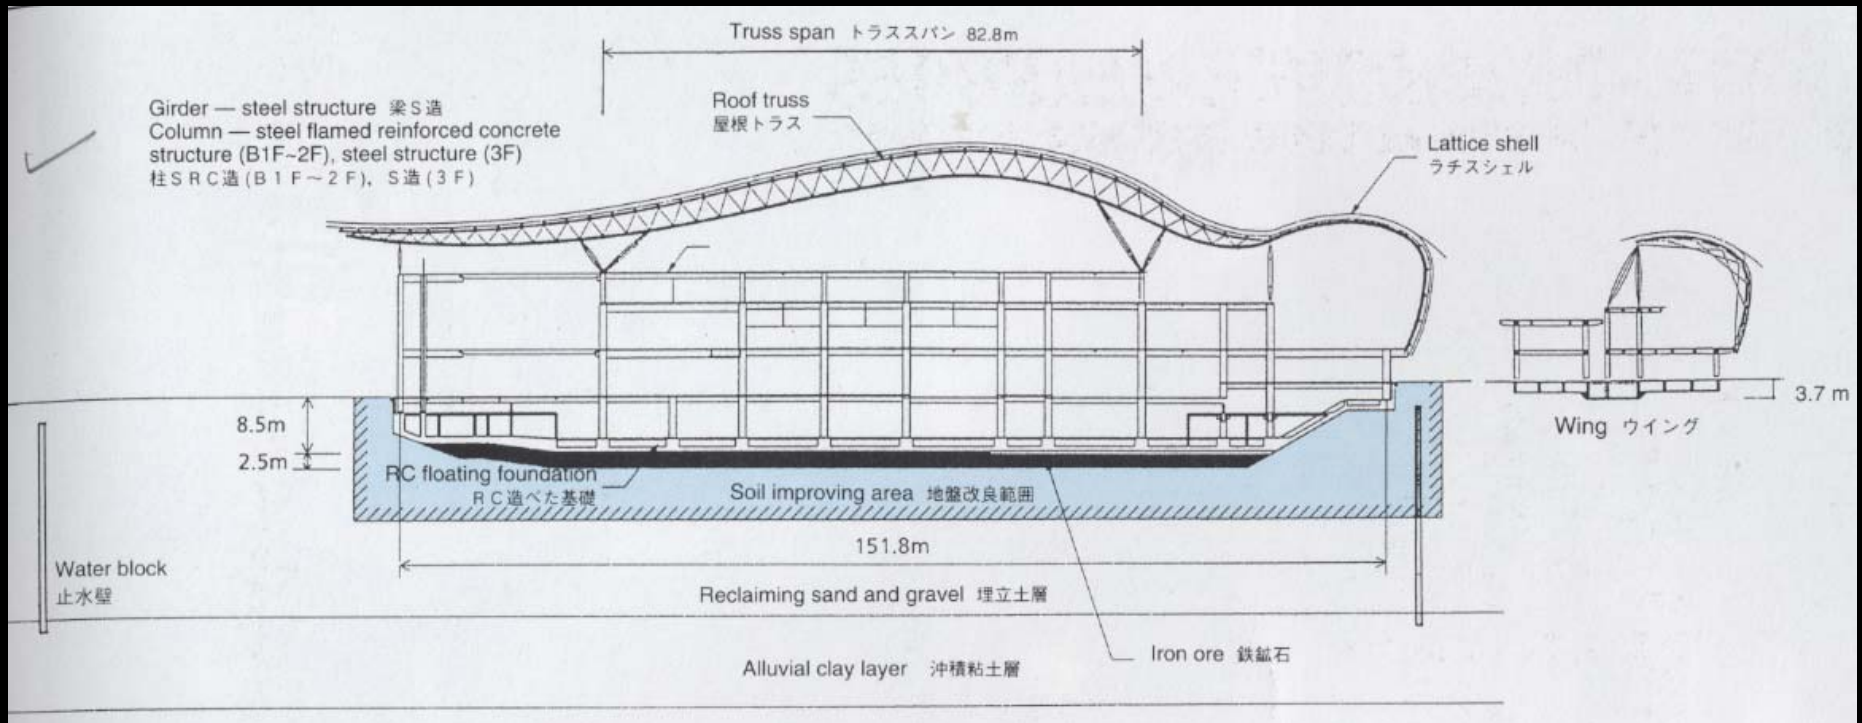 Truss span トラススパン 82.8m
Girder — steel structure 梁S造
Column — steel flamed reinforced concrete
structure (B1F~2F), steel structure (3F)
柱SRC造(B1F～2F)，S造(3F)
Roof truss
屋根トラス
Lattice shell
ラチスシェル
8.5m
2.5m
3.7 m
Wing ウイング
RC floating foundation
RC造べた基礎
Soil improving area 地盤改良範囲
151.8m
Water block
止水壁
Reclaiming sand and gravel 埋立土層
Iron ore 鉄鉱石
Alluvial clay layer 沖積粘土層